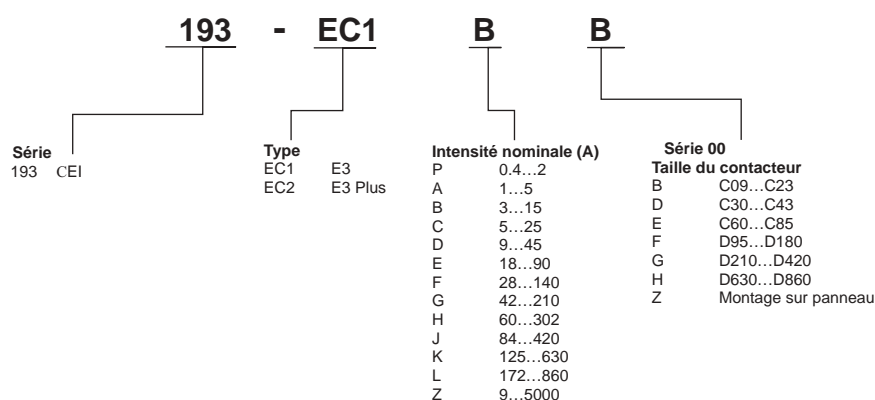 193 - EC1 B B
Série
193 CEI
Type
EC1 E3
EC2 E3 Plus
Intensité nominale (A)
P 0.4…2
A 1…5
B 3…15
C 5…25
D 9…45
E 18…90
F 28…140
G 42…210
H 60…302
J 84…420
K 125…630
L 172…860
Z 9…5000
Série 00
Taille du contacteur
B C09…C23
D C30…C43
E C60…C85
F D95…D180
G D210…D420
H D630…D860
Z Montage sur panneau